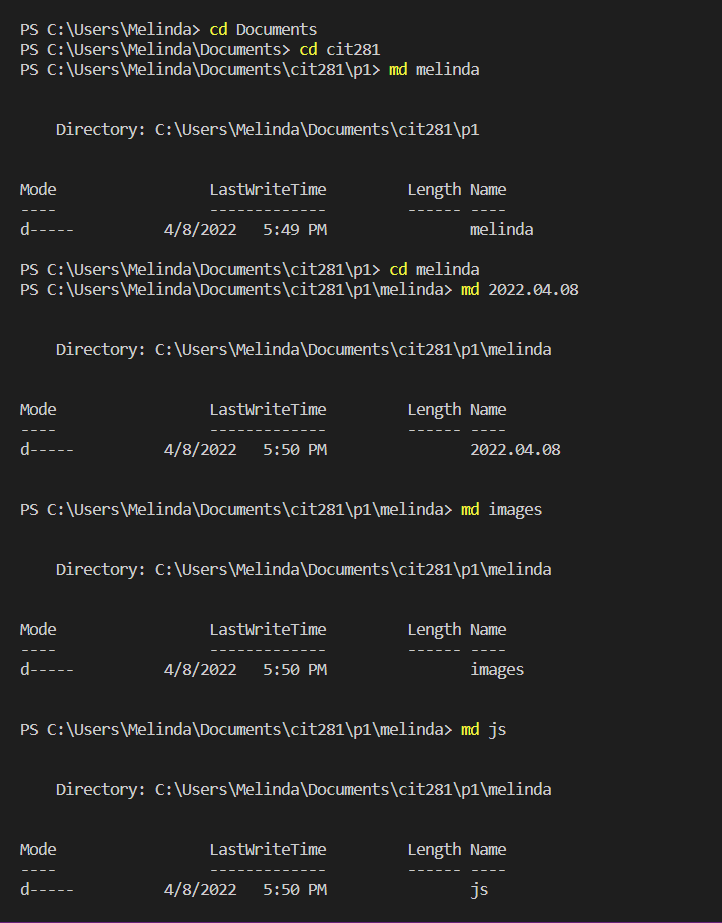 PS C:\Users\Melinda> cd Documents
PS C:\Users\Melinda\Documents> cd cit281
PS C:\Users\Melinda\Documents\cit281\p1> md melinda
Directory: C:\Users\Melinda\Documents\cit281\p1
Mode                 LastWriteTime         Length Name
----                 -------------         ------ ----
d-----          4/8/2022   5:49 PM                melinda
PS C:\Users\Melinda\Documents\cit281\p1> cd melinda
PS C:\Users\Melinda\Documents\cit281\p1\melinda> md 2022.04.08
Directory: C:\Users\Melinda\Documents\cit281\p1\melinda
Mode                 LastWriteTime         Length Name
----                 -------------         ------ ----
d-----          4/8/2022   5:50 PM                2022.04.08
PS C:\Users\Melinda\Documents\cit281\p1\melinda> md images
Directory: C:\Users\Melinda\Documents\cit281\p1\melinda
Mode                 LastWriteTime         Length Name
----                 -------------         ------ ----
d-----          4/8/2022   5:50 PM                images
PS C:\Users\Melinda\Documents\cit281\p1\melinda> md js
Directory: C:\Users\Melinda\Documents\cit281\p1\melinda
Mode                 LastWriteTime         Length Name
----                 -------------         ------ ----
d-----          4/8/2022   5:50 PM                js